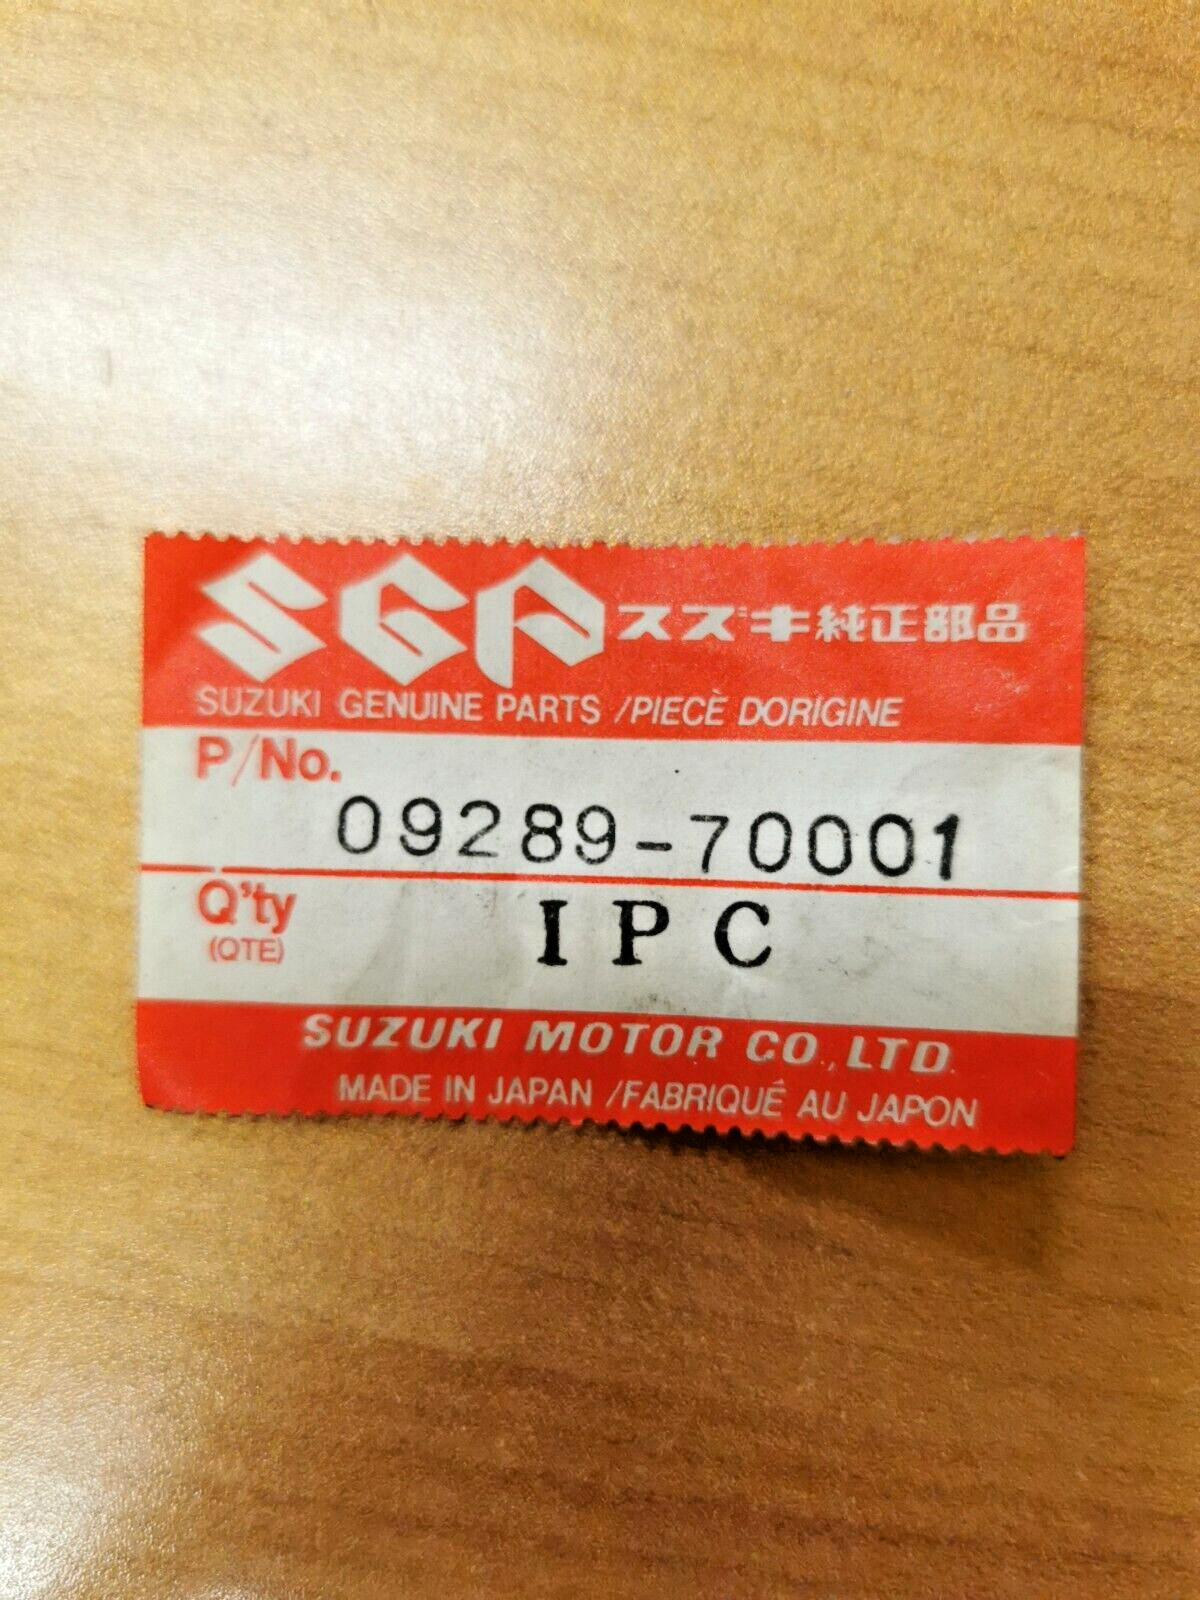 SGP スズキ純正部品
SUZUKI GENUINE PARTS /PIECÈ DORIGINE
P/No.
09289-70001
Q'ty
(QTE)
1 P C
SUZUKI MOTOR CO., LTD.
MADE IN JAPAN /FABRIQUÉ AU JAPON